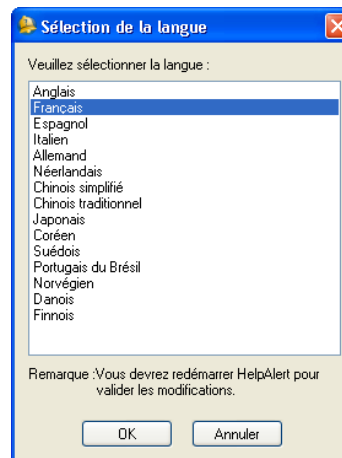 Sélection de la langue
Veuillez sélectionner la langue :
Anglais
Français
Espagnol
Italien
Allemand
Néerlandais
Chinois simplifié
Chinois traditionnel
Japonais
Coréen
Suédois
Portugais du Brésil
Norvégien
Danois
Finnois
Remarque :Vous devrez redémarrer HelpAlert pour
valider les modifications.
OK
Annuler